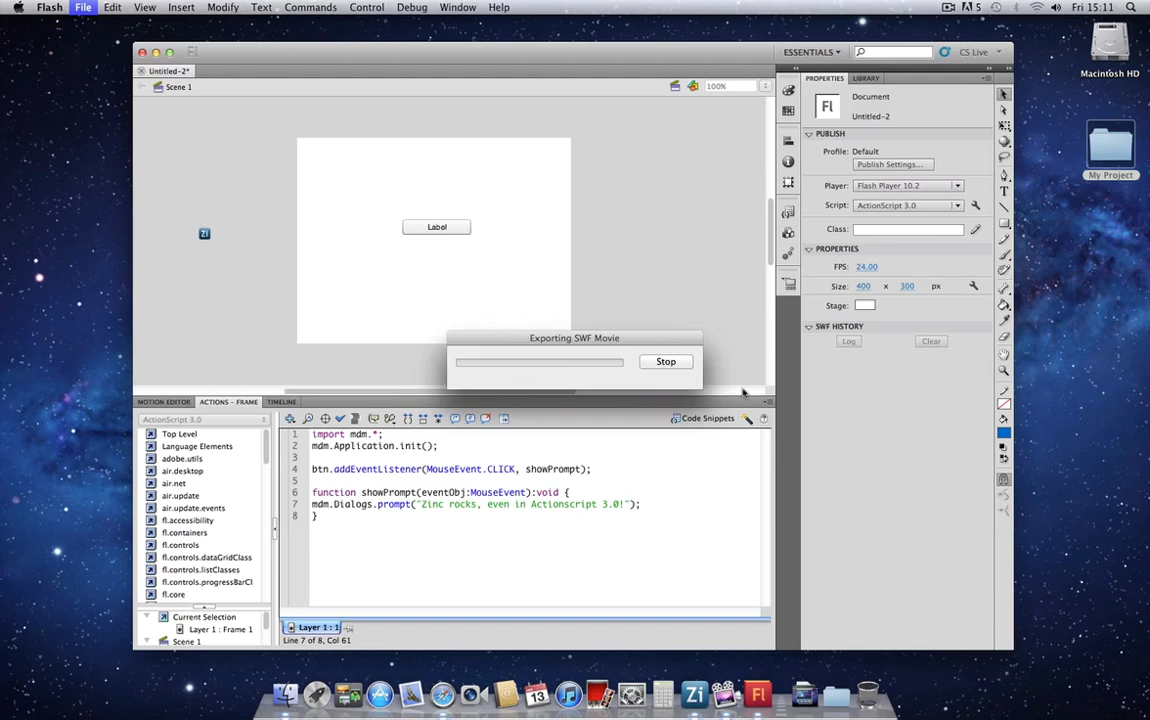 Flash File Edit View Insert Modify Text Commands Control Debug Window Help
5 Fri 15:11
Fl ESSENTIALS CS Live
Untitled-2*
Scene 1 100%
PROPERTIES LIBRARY
Fl Document
Untitled-2
PUBLISH
Profile: Default
Publish Settings...
Player: Flash Player 10.2
Script: ActionScript 3.0
Class:
PROPERTIES
FPS: 24.00
Size: 400 x 300 px
Stage:
SWF HISTORY
Log Clear
Macintosh HD
My Project
Label
Zi
Exporting SWF Movie
Stop
MOTION EDITOR ACTIONS - FRAME TIMELINE
ActionScript 3.0
Code Snippets
Top Level
Language Elements
adobe.utils
air.desktop
air.net
air.update
air.update.events
fl.accessibility
fl.containers
fl.controls
fl.controls.dataGridClass
fl.controls.listClasses
fl.controls.progressBarCl
fl.core
Current Selection
Layer 1 : Frame 1
Scene 1
1 import mdm.*;
2 mdm.Application.init();
3
4 btn.addEventListener(MouseEvent.CLICK, showPrompt);
5
6 function showPrompt(eventObj:MouseEvent):void {
7 mdm.Dialogs.prompt("Zinc rocks, even in Actionscript 3.0!");
8 }
Layer 1 : 1
Line 7 of 8, Col 61
13 Zi Fl